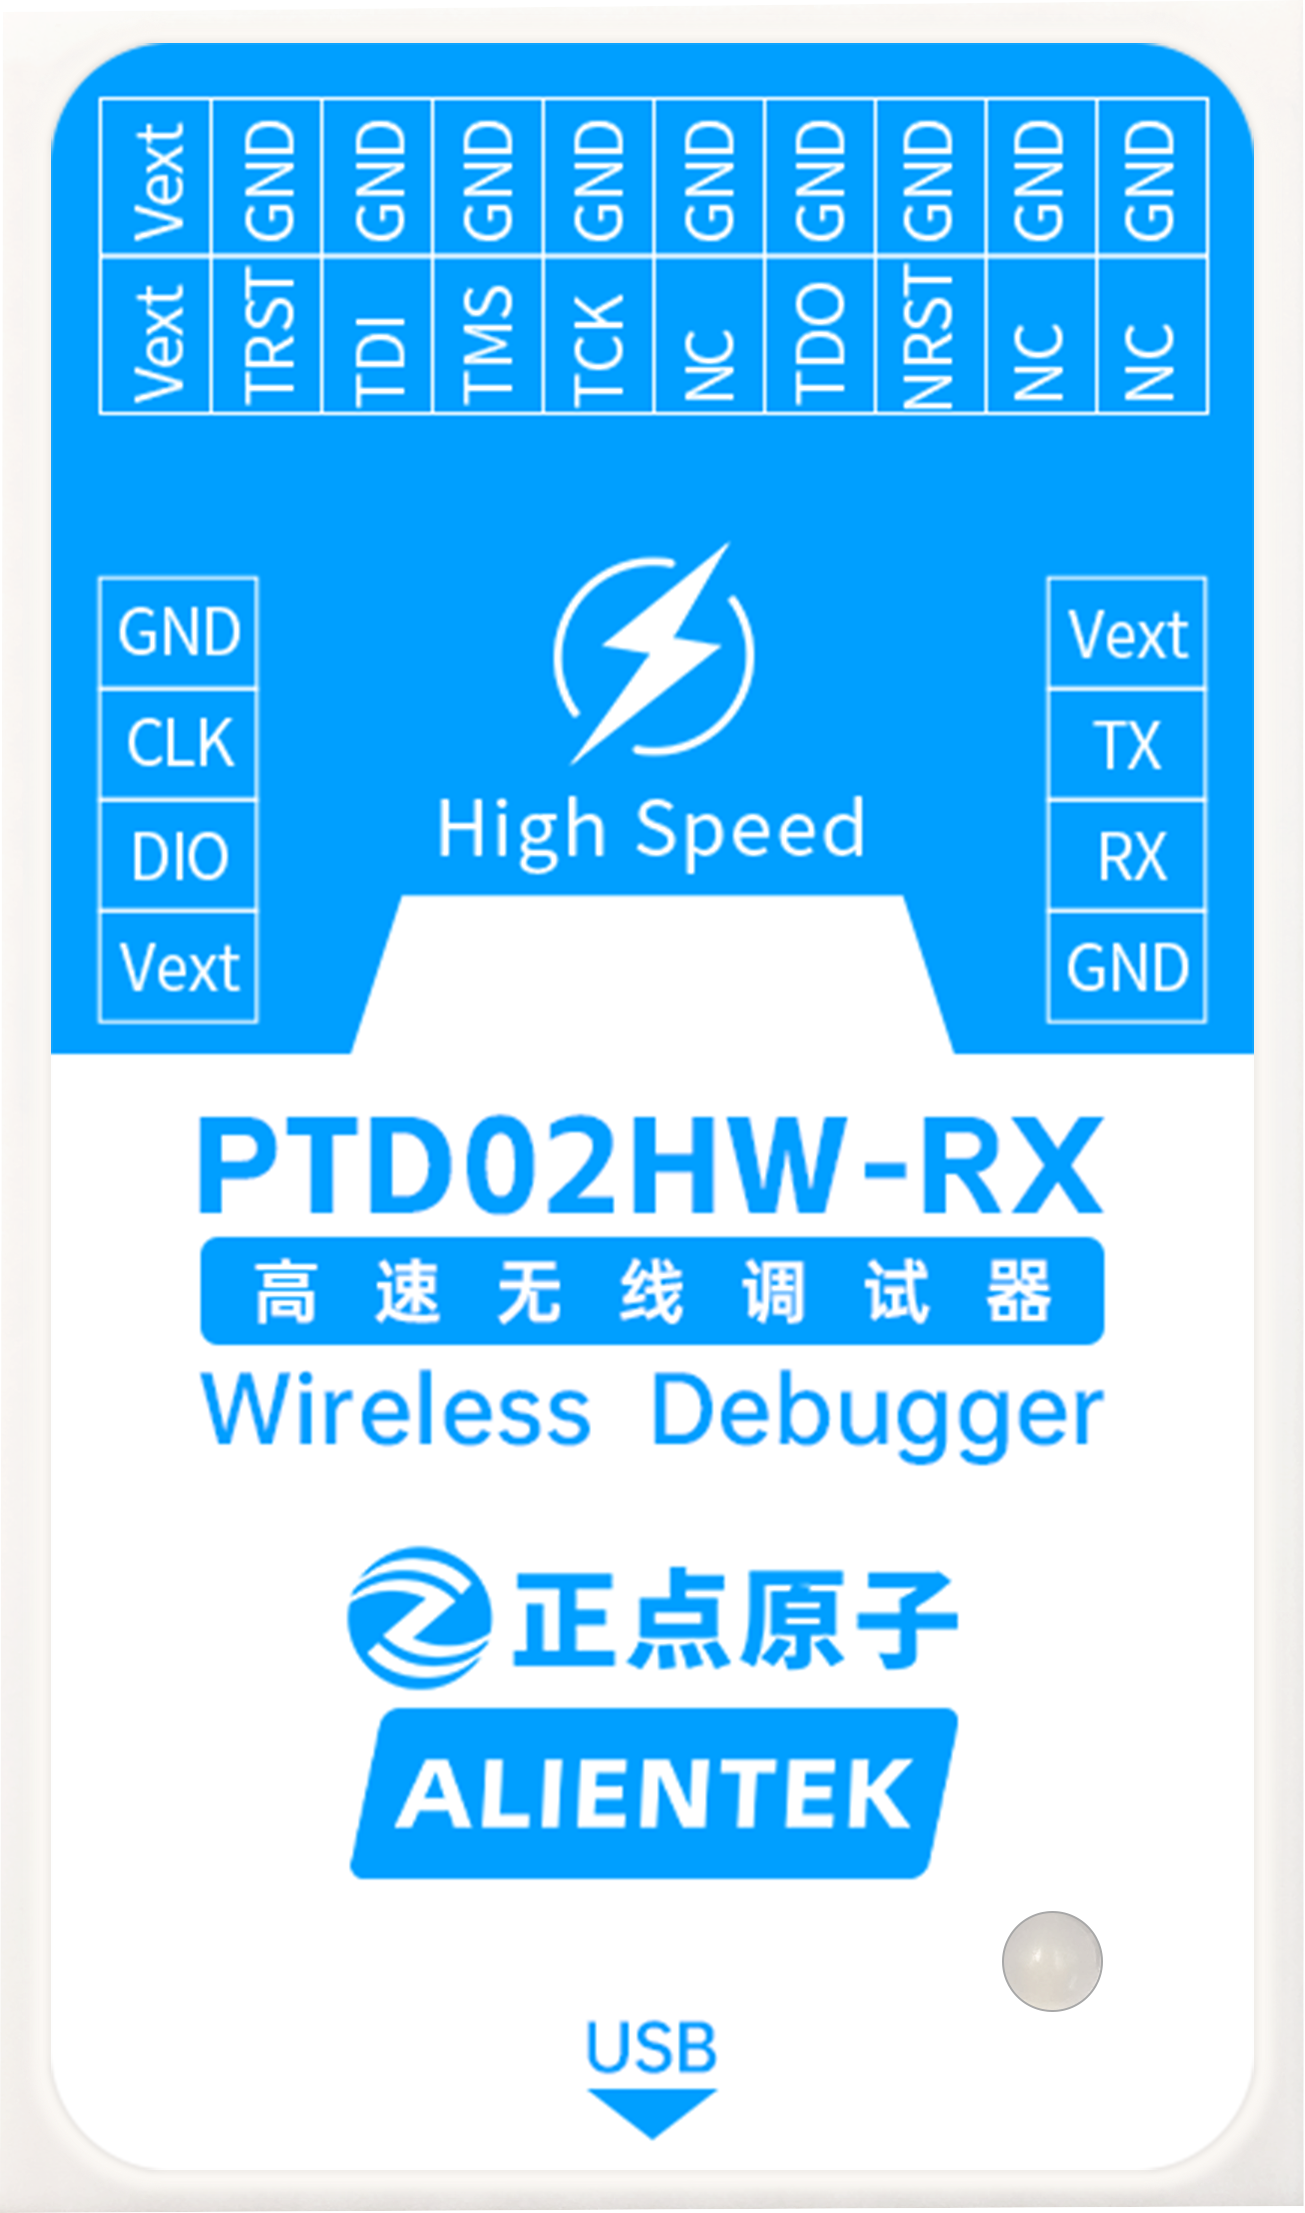 Vext GND GND GND GND GND GND GND GND GND
Vext TRST TDI TMS TCK NC TDO NRST NC NC
GND
CLK
DIO
Vext
High Speed
Vext
TX
RX
GND
PTD02HW-RX
高速无线调试器
Wireless Debugger
正点原子
ALIENTEK
USB